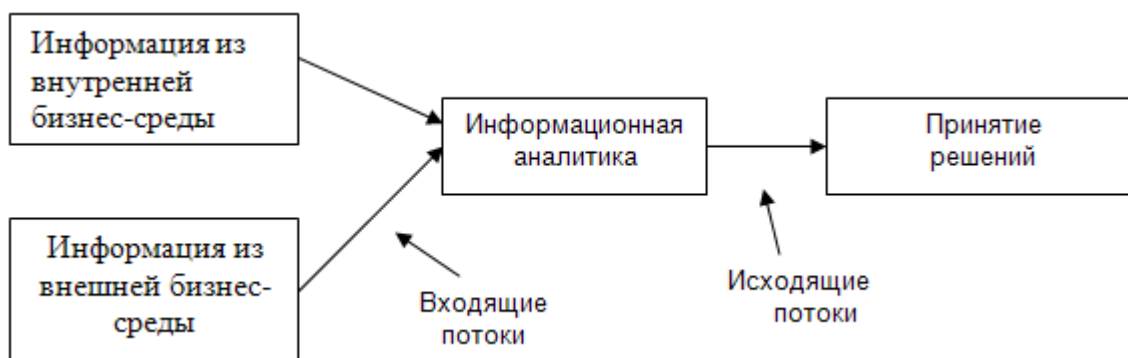 Информация из
внутренней
бизнес-среды
Информационная
аналитика
Принятие
решений
Информация из
внешней бизнес-
среды
Входящие
потоки
Исходящие
потоки